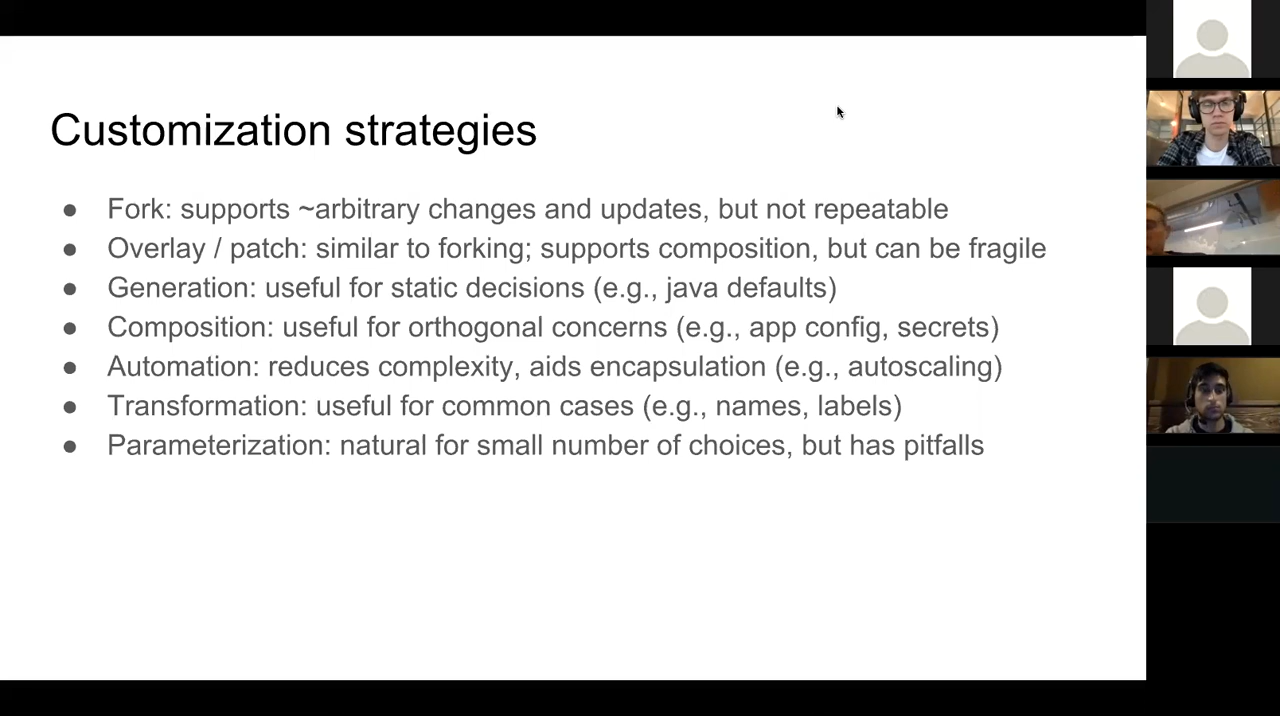 Customization strategies
● Fork: supports ~arbitrary changes and updates, but not repeatable
● Overlay / patch: similar to forking; supports composition, but can be fragile
● Generation: useful for static decisions (e.g., java defaults)
● Composition: useful for orthogonal concerns (e.g., app config, secrets)
● Automation: reduces complexity, aids encapsulation (e.g., autoscaling)
● Transformation: useful for common cases (e.g., names, labels)
● Parameterization: natural for small number of choices, but has pitfalls